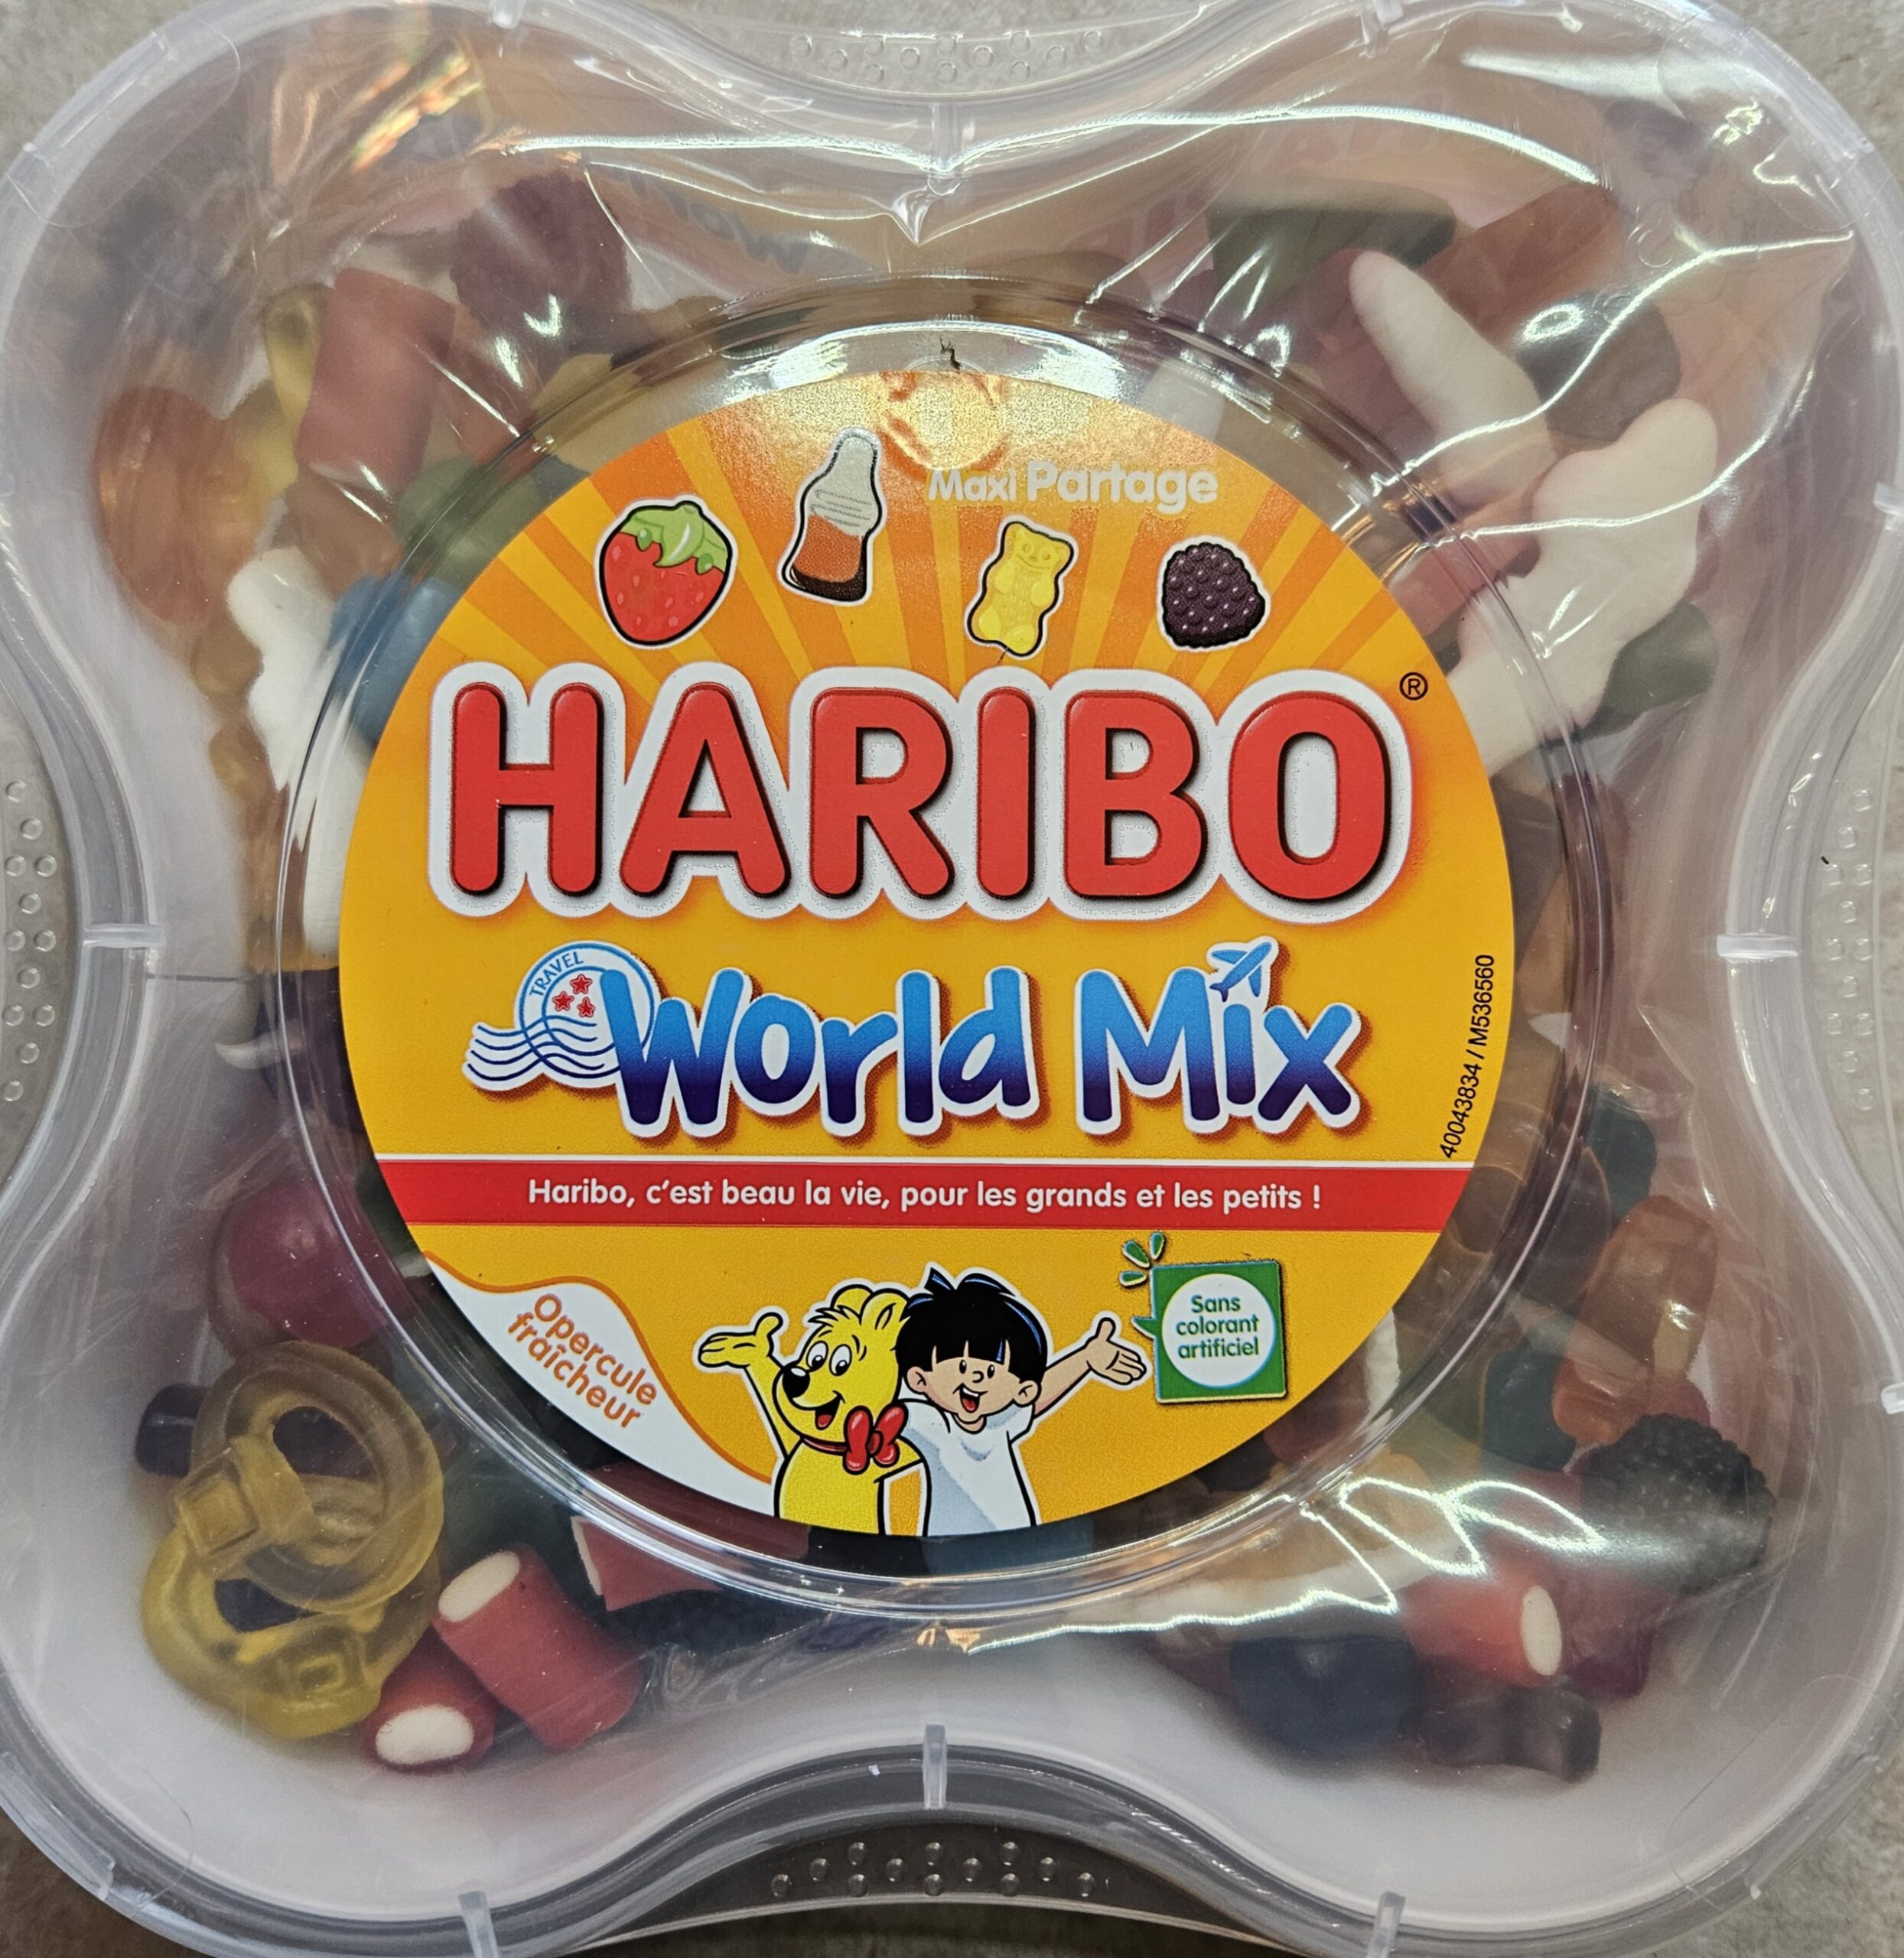 Maxi Partage
HARIBO®
TRAVEL
World Mix
40043834 / M536560
Haribo, c'est beau la vie, pour les grands et les petits !
Opercule
fraîcheur
Sans
colorant
artificiel